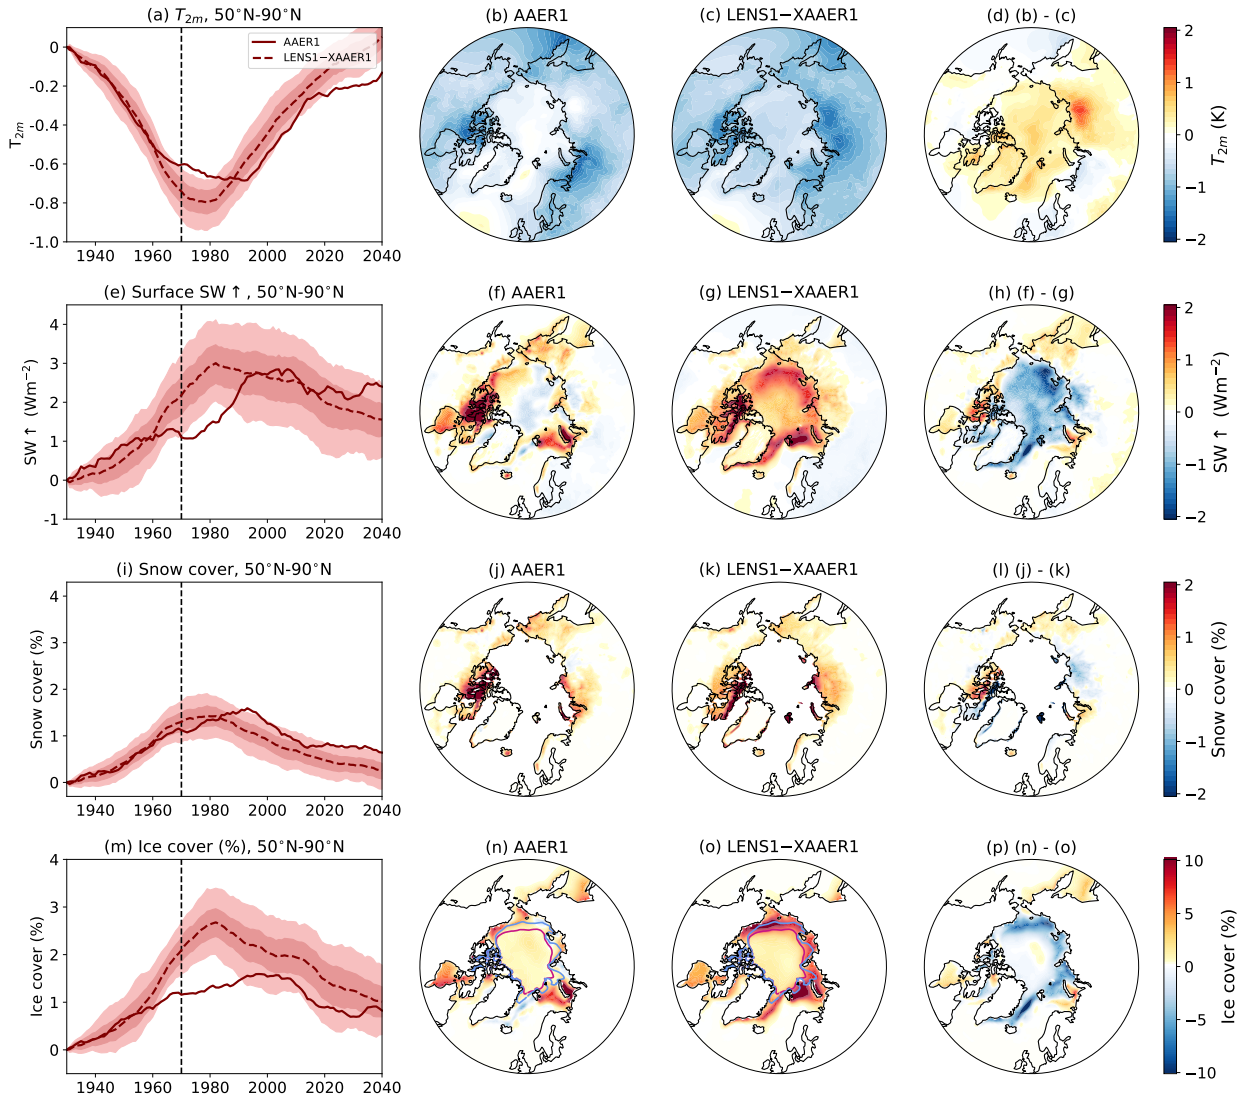 (a) T2m, 50°N-90°N
(b) AAER1
(c) LENS1−XAAER1
(d) (b) - (c)
AAER1
LENS1−XAAER1
0
-0.2
-0.4
-0.6
-0.8
-1.0
T2m
1940 1960 1980 2000 2020 2040
2
1
0
−1
−2
T2m (K)
(e) Surface SW ↑, 50°N-90°N
(f) AAER1
(g) LENS1−XAAER1
(h) (f) - (g)
4
3
2
1
0
-1
SW ↑ (Wm−2)
1940 1960 1980 2000 2020 2040
2
1
0
−1
−2
SW ↑ (Wm−2)
(i) Snow cover, 50°N-90°N
(j) AAER1
(k) LENS1−XAAER1
(l) (j) - (k)
4
3
2
1
0
Snow cover (%)
1940 1960 1980 2000 2020 2040
2
1
0
−1
−2
Snow cover (%)
(m) Ice cover (%), 50°N-90°N
(n) AAER1
(o) LENS1−XAAER1
(p) (n) - (o)
4
3
2
1
0
Ice cover (%)
1940 1960 1980 2000 2020 2040
10
5
0
−5
−10
Ice cover (%)